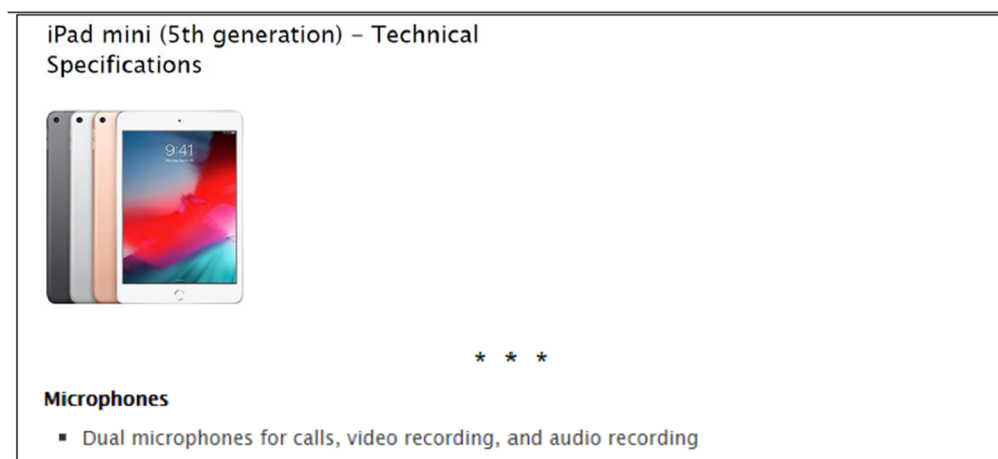 iPad mini (5th generation) – Technical
Specifications
9:41
* * *
Microphones
▪ Dual microphones for calls, video recording, and audio recording